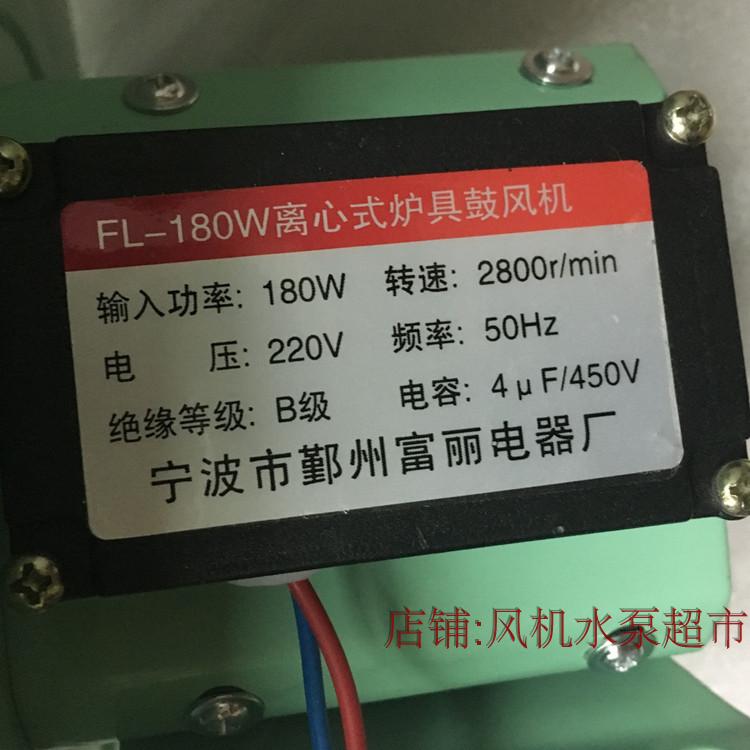 FL-180W离心式炉具鼓风机
输入功率: 180W 转速: 2800r/min
电 压: 220V 频率: 50Hz
绝缘等级: B级 电容: 4μF/450V
宁波市鄞州富丽电器厂
店铺:风机水泵超市